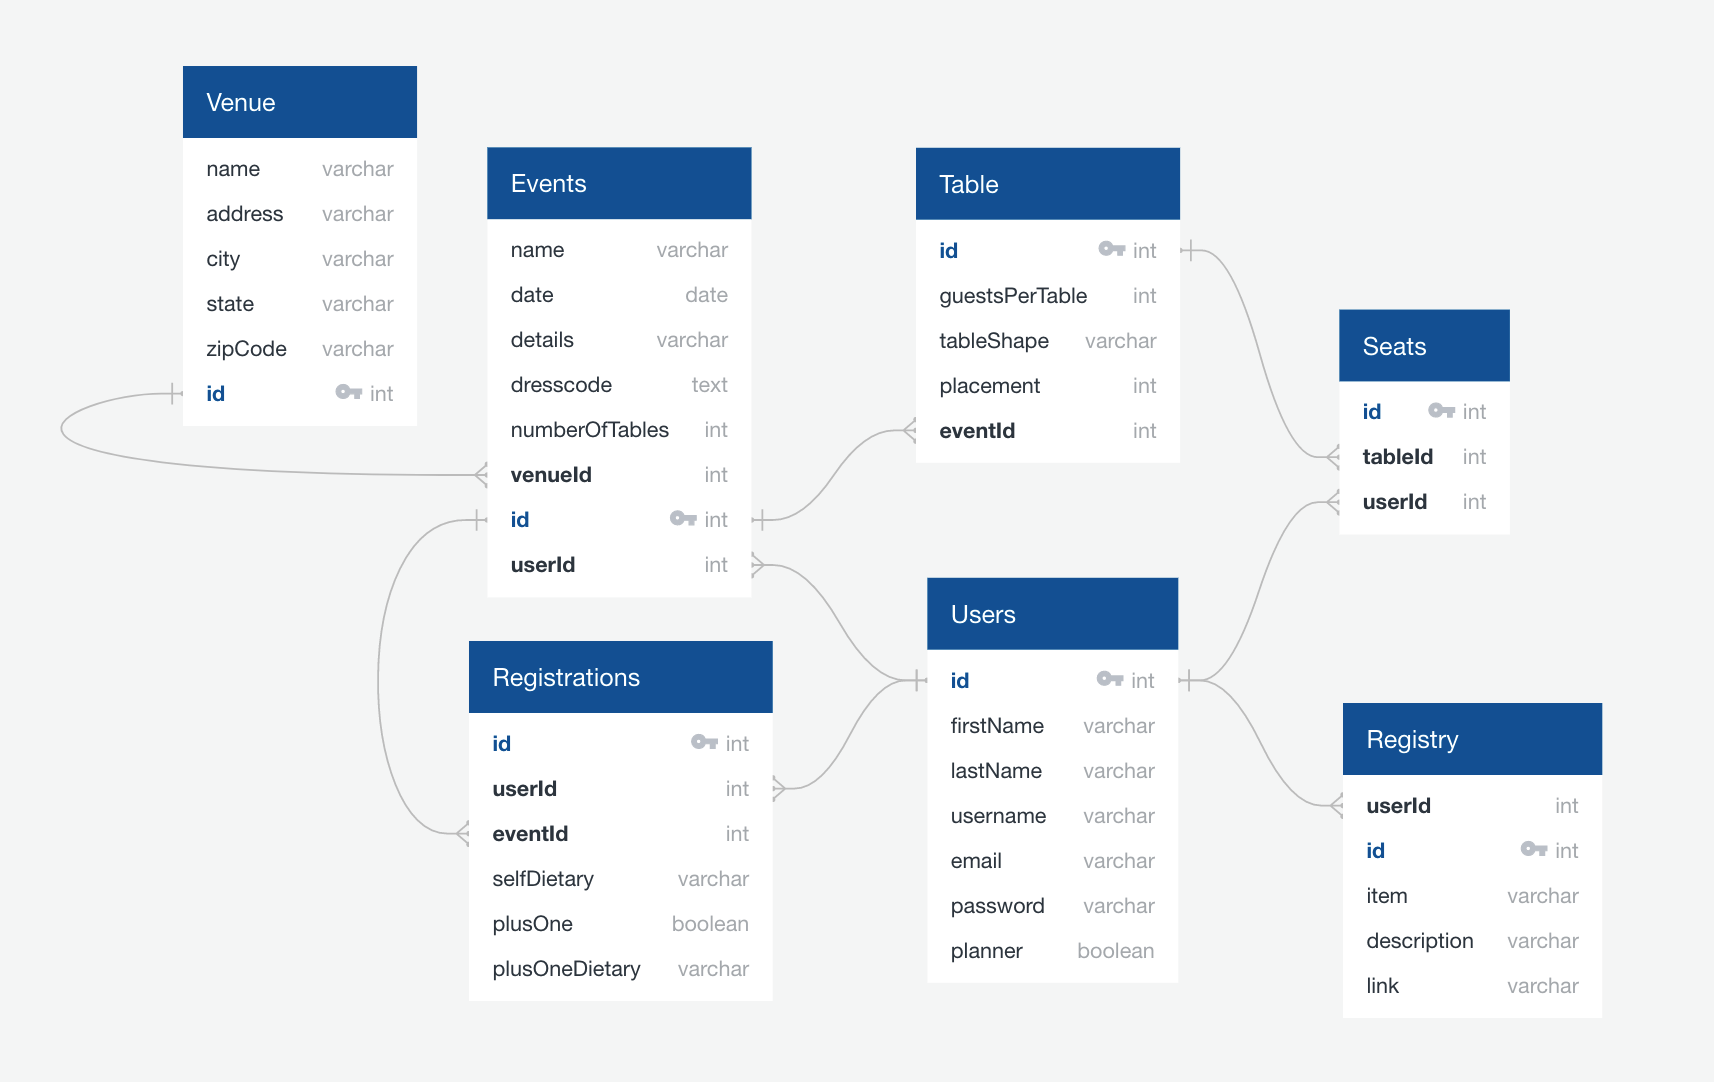 Venue
name varchar
address varchar
city varchar
state varchar
zipCode varchar
id int
Events
name varchar
date date
details varchar
dresscode text
numberOfTables int
venueId int
id int
userId int
Table
id int
guestsPerTable int
tableShape varchar
placement int
eventId int
Seats
id int
tableId int
userId int
Registrations
id int
userId int
eventId int
selfDietary varchar
plusOne boolean
plusOneDietary varchar
Users
id int
firstName varchar
lastName varchar
username varchar
email varchar
password varchar
planner boolean
Registry
userId int
id int
item varchar
description varchar
link varchar